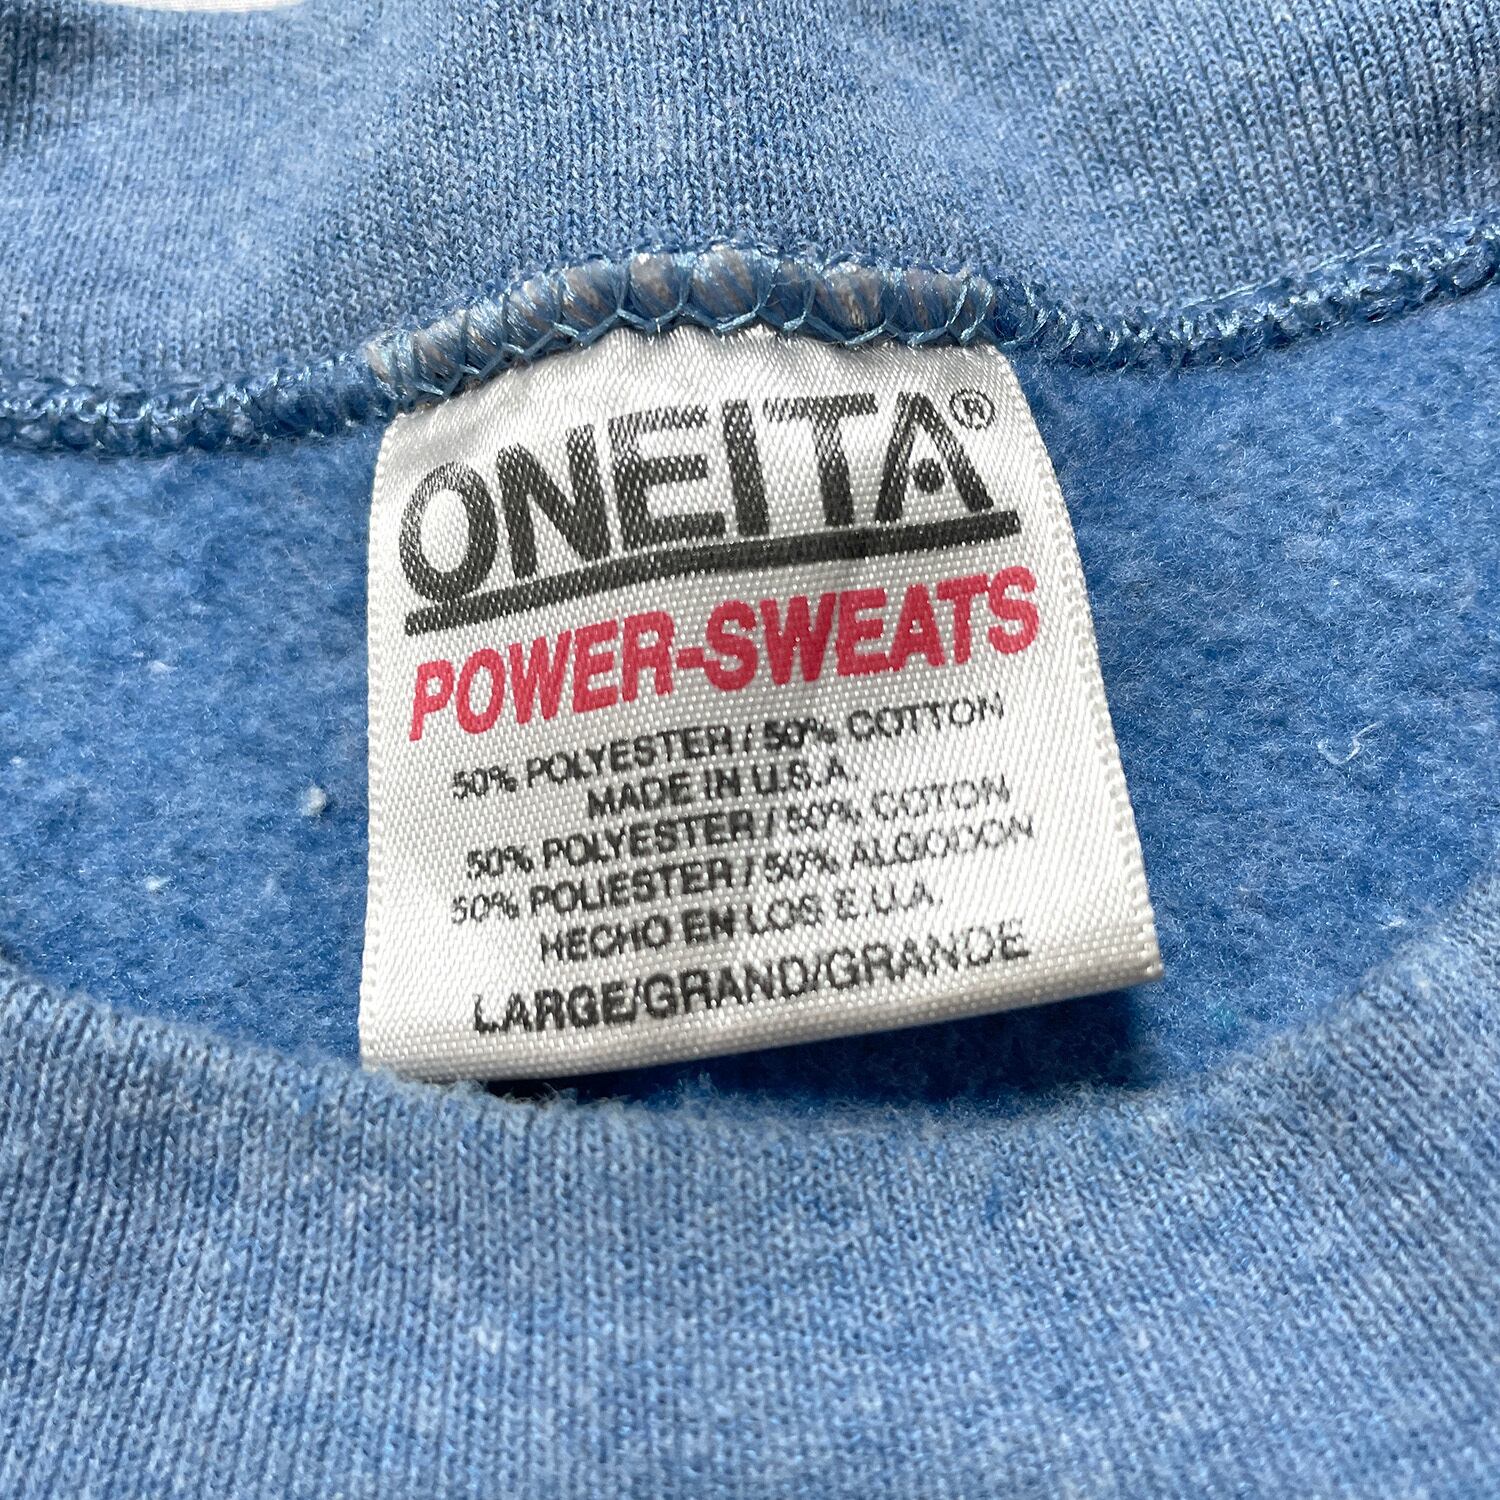 ONEITA®
POWER-SWEATS
50% POLYESTER / 50% COTTON
MADE IN U.S.A.
50% POLYESTER / 50% COTON
50% POLIESTER / 50% ALGODON
HECHO EN LOS E.U.A.
LARGE/GRAND/GRANDE